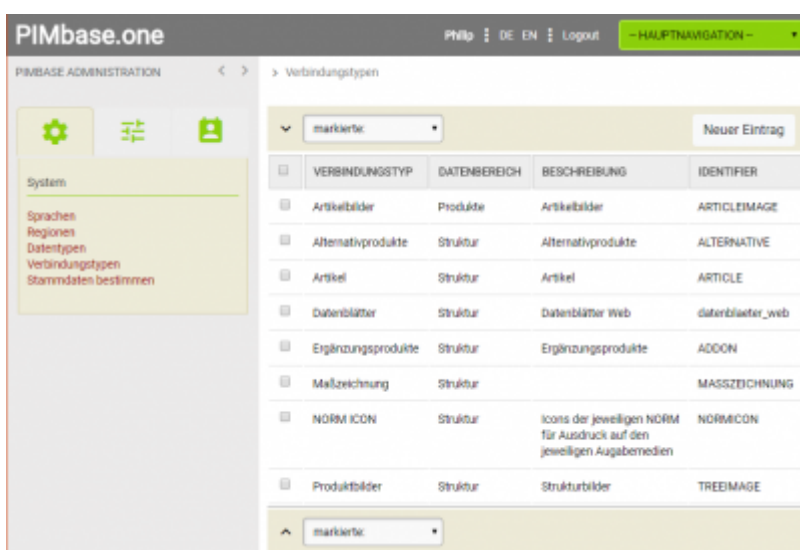 PIMbase.one
Philip DE EN Logout -- HAUPTNAVIGATION --
PIMBASE ADMINISTRATION < > > Verbindungstypen
markierte: Neuer Eintrag
VERBINDUNGSTYP DATENBEREICH BESCHREIBUNG IDENTIFIER
System
Sprachen
Regionen
Datentypen
Verbindungstypen
Stammdaten bestimmen
Artikelbilder Produkte Artikelbilder ARTICLEIMAGE
Alternativprodukte Struktur Alternativprodukte ALTERNATIVE
Artikel Struktur Artikel ARTICLE
Datenblätter Struktur Datenblätter Web datenblaeter_web
Ergänzungsprodukte Struktur Ergänzungsprodukte ADDON
Maßzeichnung Struktur MASSZEICHNUNG
NORM ICON Struktur Icons der jeweiligen NORM NORMICON
für Ausdruck auf den
jeweiligen Augabemedien
Produktbilder Struktur Strukturbilder TREEIMAGE
markierte: